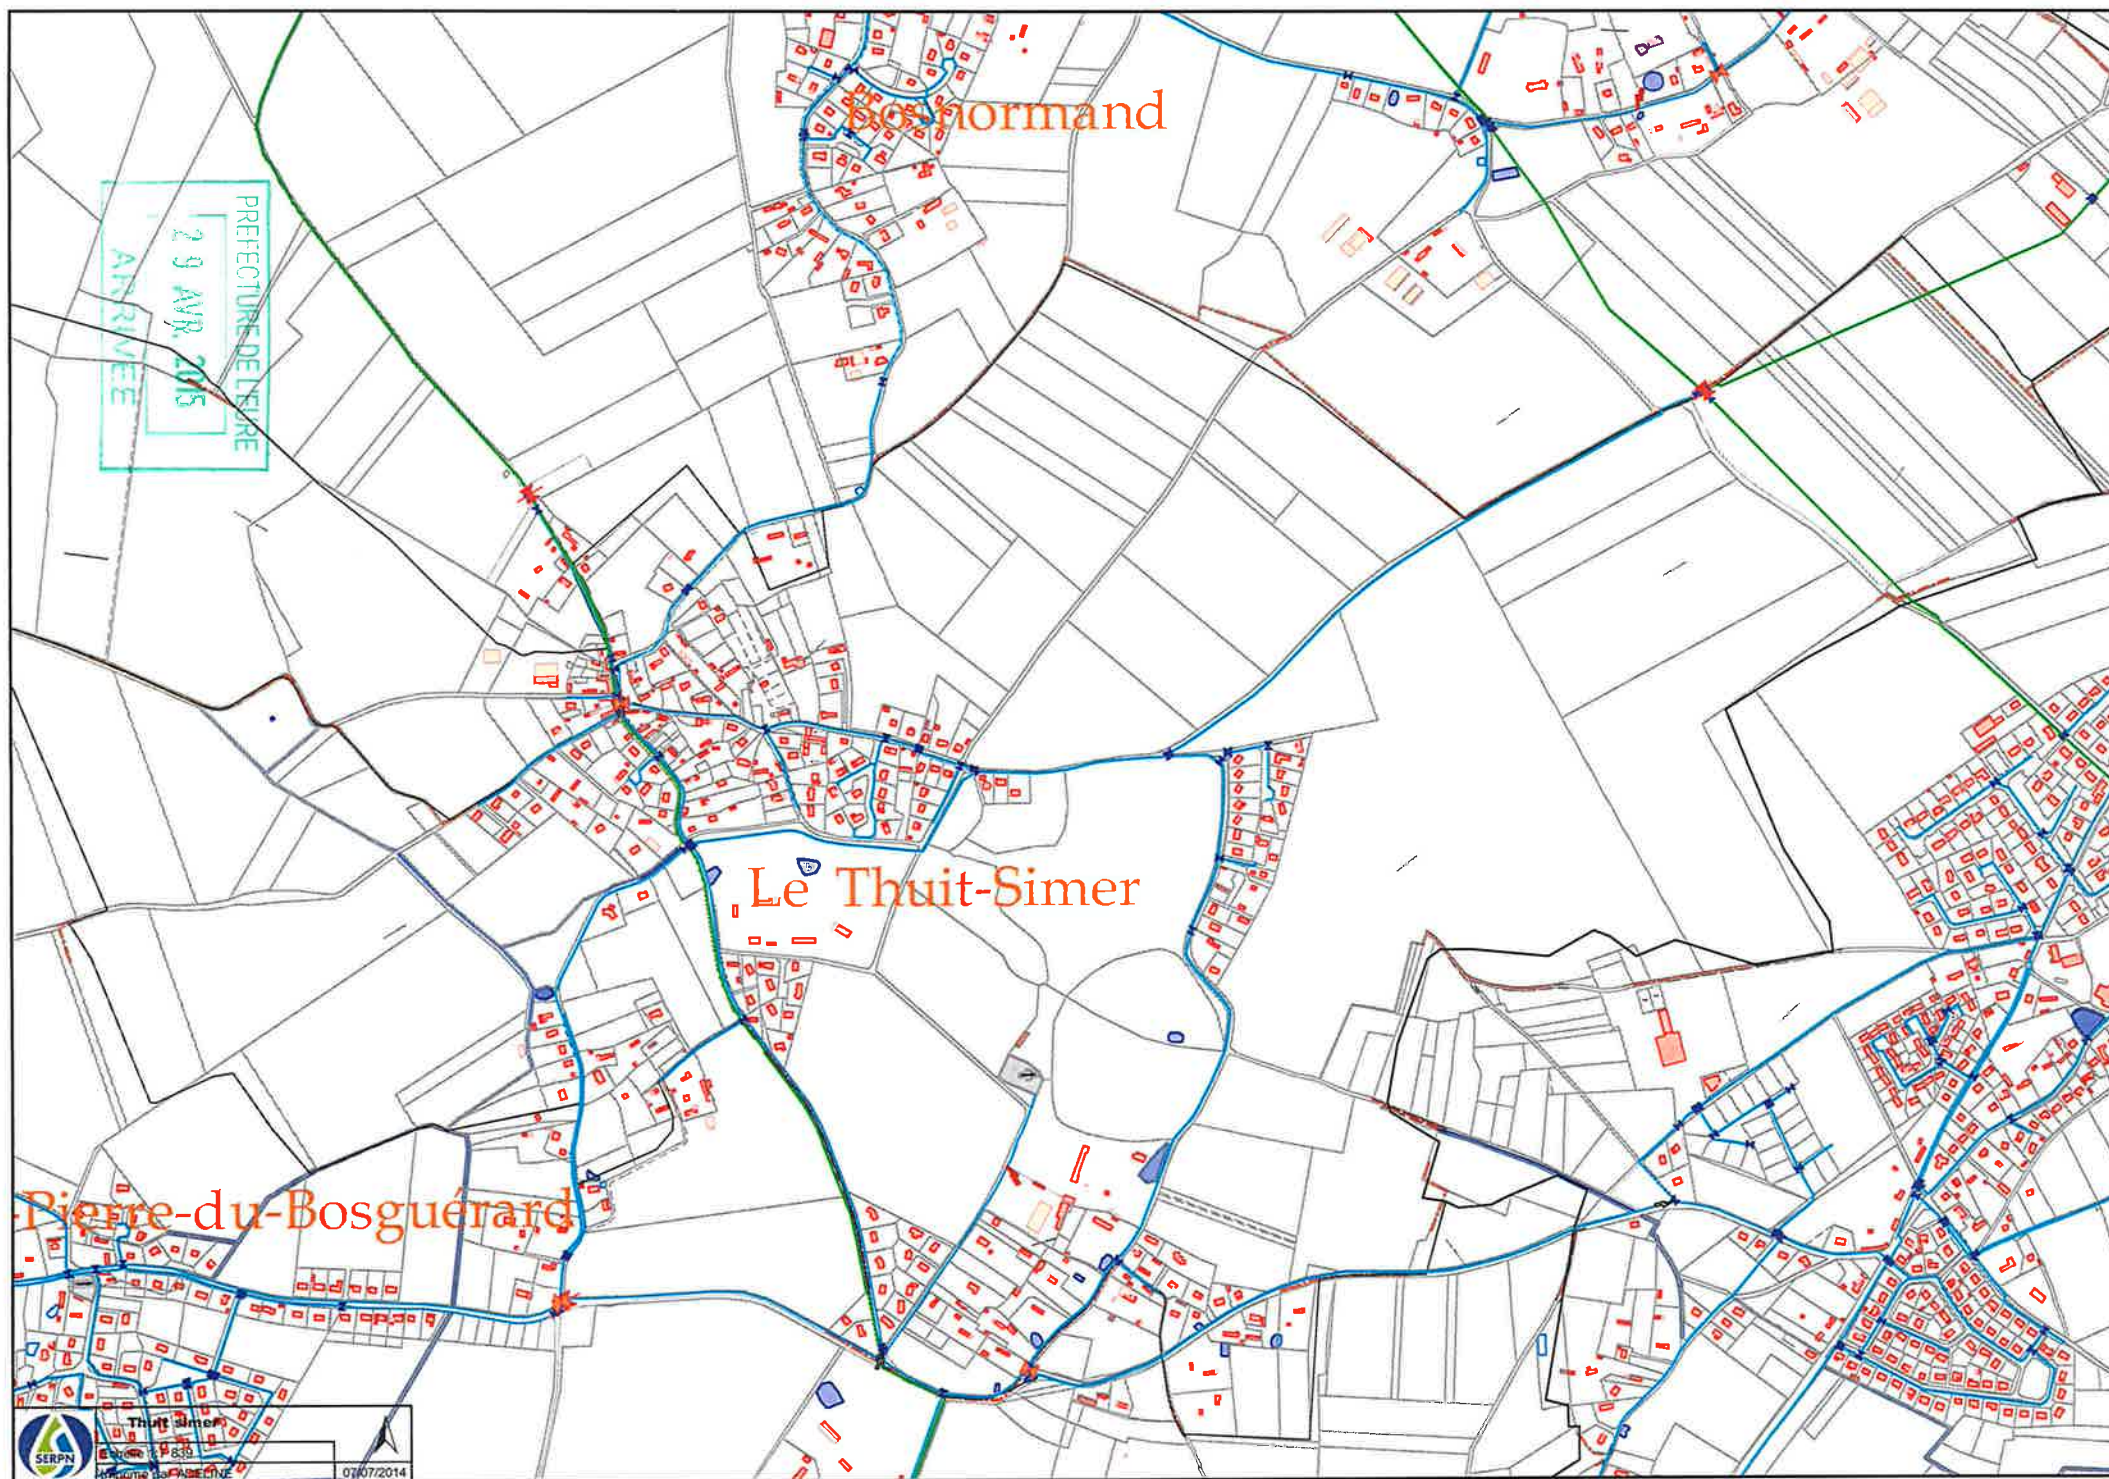 Bosnormand
PREFECTURE DE L'EURE
29 AVR. 2015
ARRIVÉE
Le Thuit-Simer
-Pierre-du-Bosguérard
Thuit simer
SERPN
07/07/2014